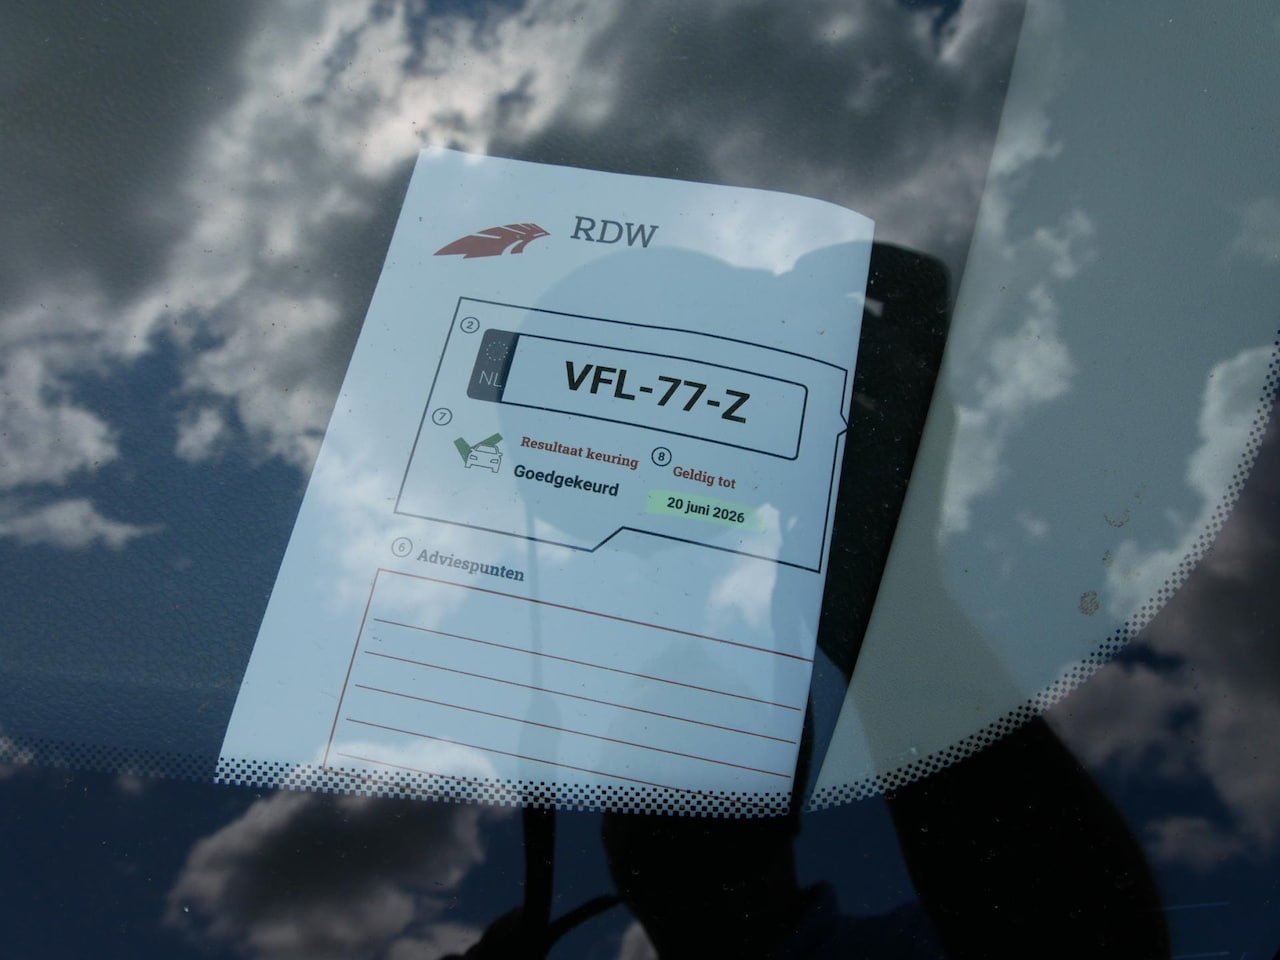 RDW
2
NL
VFL-77-Z
7
Resultaat keuring
Goedgekeurd
8
Geldig tot
20 juni 2026
6
Adviespunten